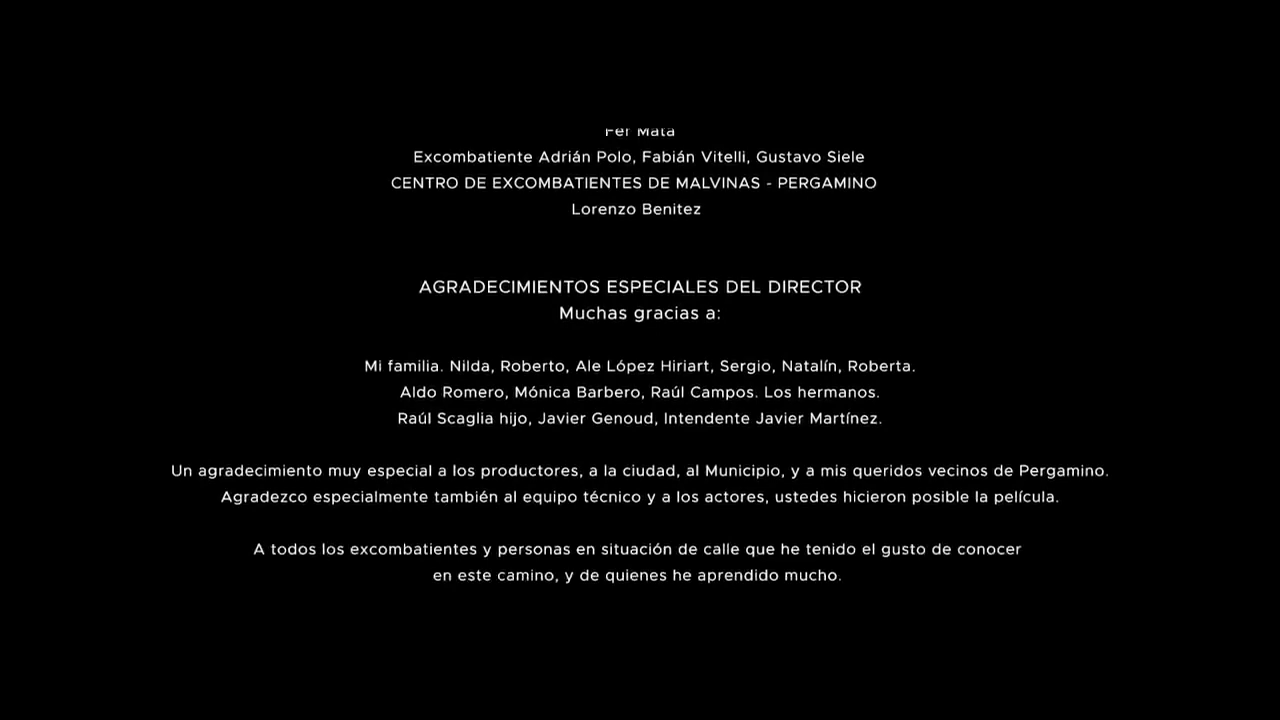 Fer Mata
Excombatiente Adrián Polo, Fabián Vitelli, Gustavo Siele
CENTRO DE EXCOMBATIENTES DE MALVINAS - PERGAMINO
Lorenzo Benitez
AGRADECIMIENTOS ESPECIALES DEL DIRECTOR
Muchas gracias a:
Mi familia. Nilda, Roberto, Ale López Hiriart, Sergio, Natalín, Roberta.
Aldo Romero, Mónica Barbero, Raúl Campos. Los hermanos.
Raúl Scaglia hijo, Javier Genoud, Intendente Javier Martínez.
Un agradecimiento muy especial a los productores, a la ciudad, al Municipio, y a mis queridos vecinos de Pergamino.
Agradezco especialmente también al equipo técnico y a los actores, ustedes hicieron posible la película.
A todos los excombatientes y personas en situación de calle que he tenido el gusto de conocer
en este camino, y de quienes he aprendido mucho.